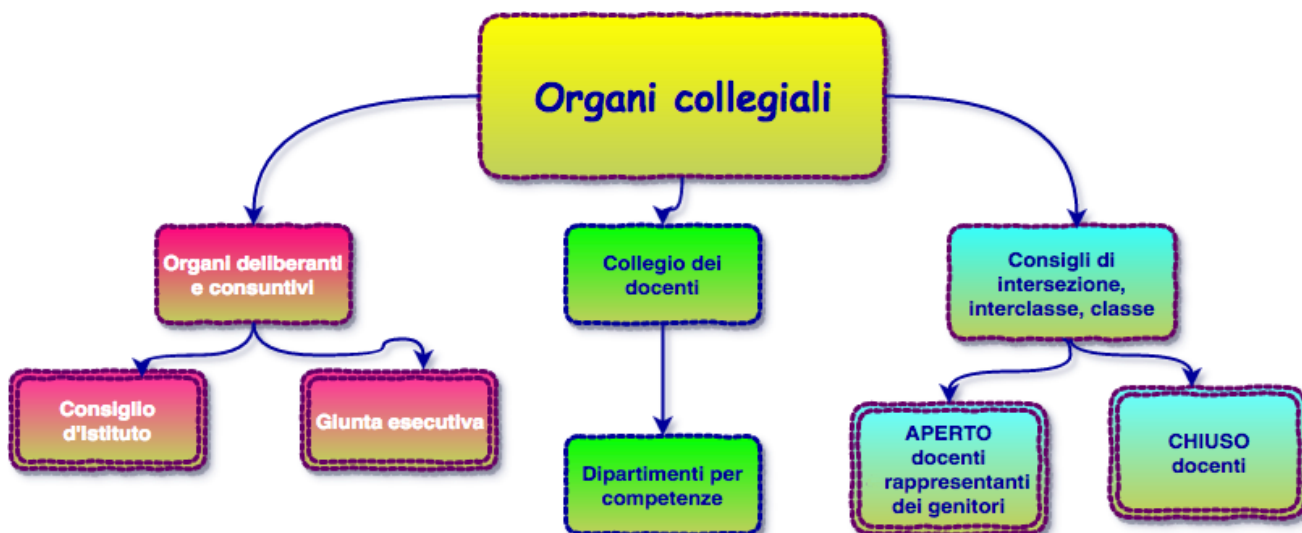 Organi collegiali
Organi deliberanti
e consuntivi
Collegio dei
docenti
Consigli di
intersezione,
interclasse, classe
Consiglio
d'istituto
Giunta esecutiva
Dipartimenti per
competenze
APERTO
docenti
rappresentanti
dei genitori
CHIUSO
docenti